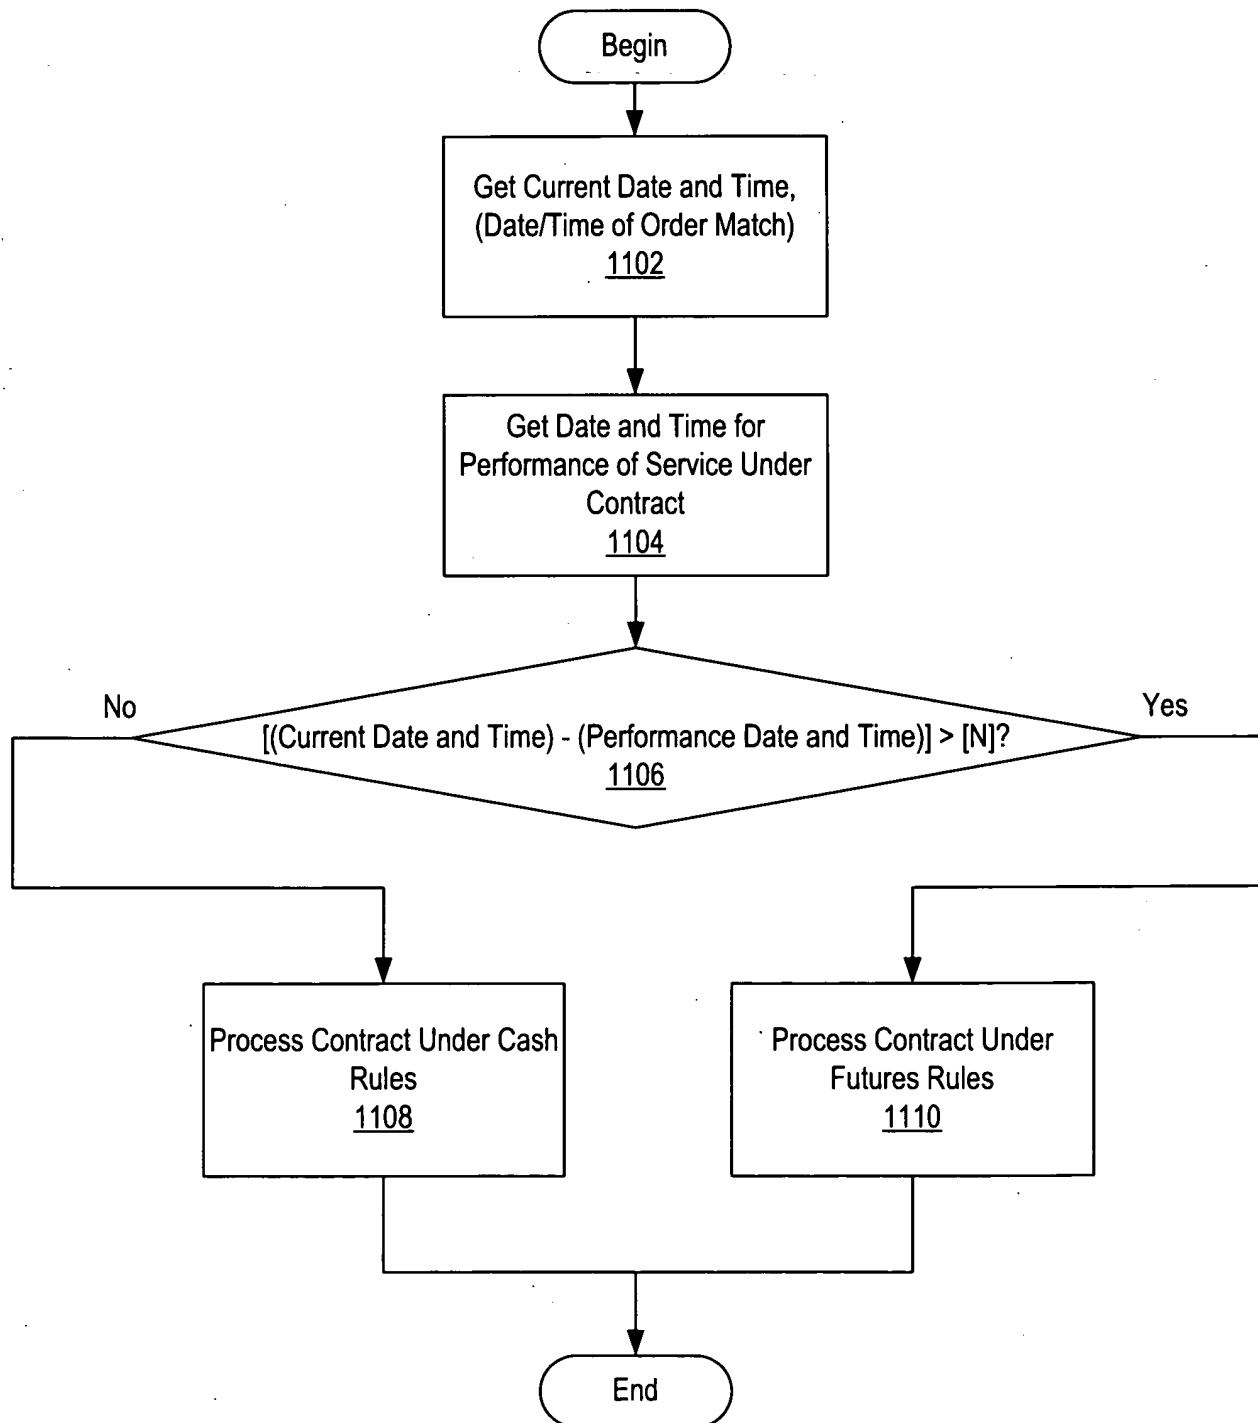 Begin
Get Current Date and Time,
(Date/Time of Order Match)
1102
Get Date and Time for
Performance of Service Under
Contract
1104
No
Yes
[(Current Date and Time) - (Performance Date and Time)] > [N]?
1106
Process Contract Under Cash
Rules
1108
Process Contract Under
Futures Rules
1110
End